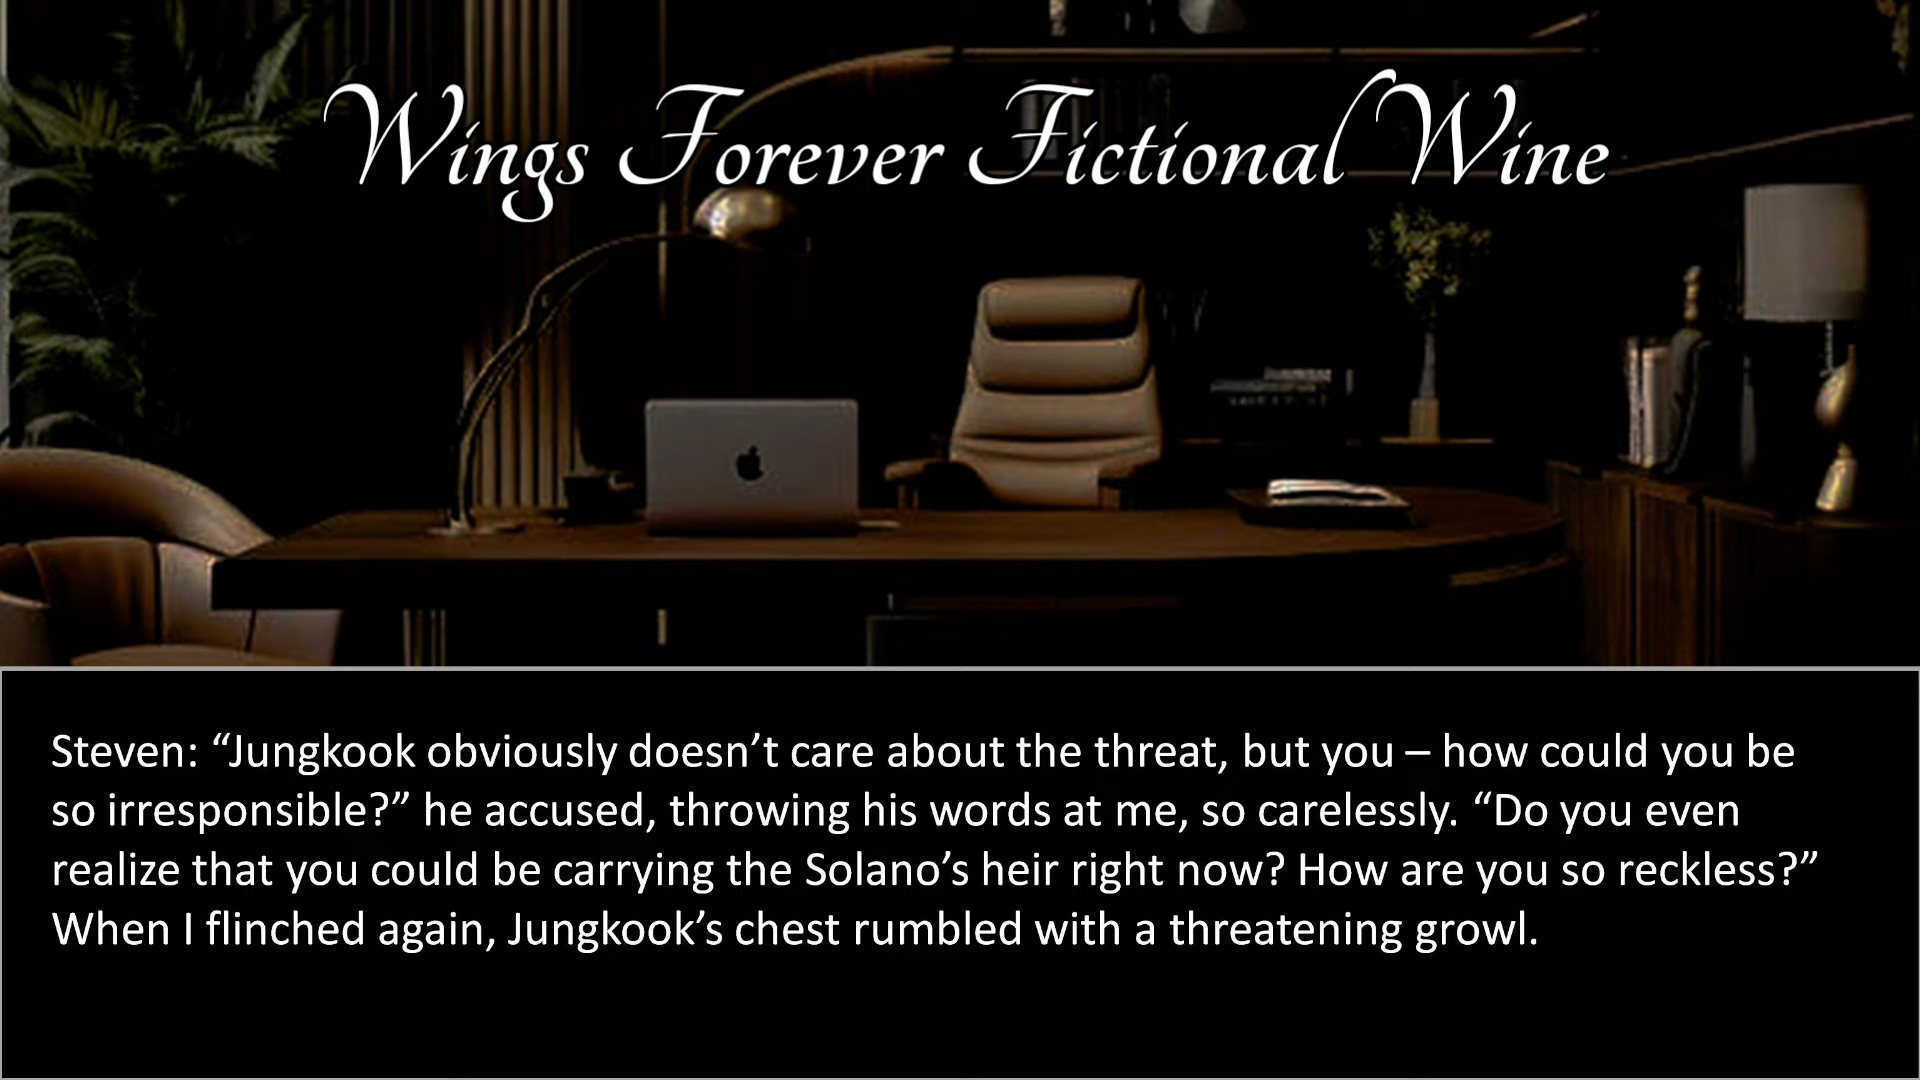 Wings Forever Fictional Wine
Steven: “Jungkook obviously doesn’t care about the threat, but you – how could you be
so irresponsible?” he accused, throwing his words at me, so carelessly. “Do you even
realize that you could be carrying the Solano’s heir right now? How are you so reckless?”
When I flinched again, Jungkook’s chest rumbled with a threatening growl.